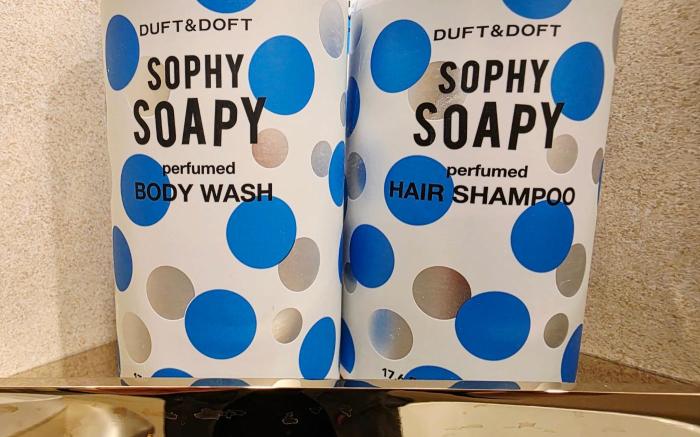 DUFT&DOFT
SOPHY
SOAPY
perfumed
BODY WASH
DUFT&DOFT
SOPHY
SOAPY
perfumed
HAIR SHAMPOO